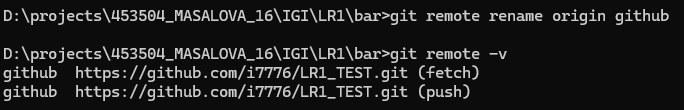 D:\projects\453504_MASALOVA_16\IGI\LR1\bar>git remote rename origin github
D:\projects\453504_MASALOVA_16\IGI\LR1\bar>git remote -v
github  https://github.com/i7776/LR1_TEST.git (fetch)
github  https://github.com/i7776/LR1_TEST.git (push)